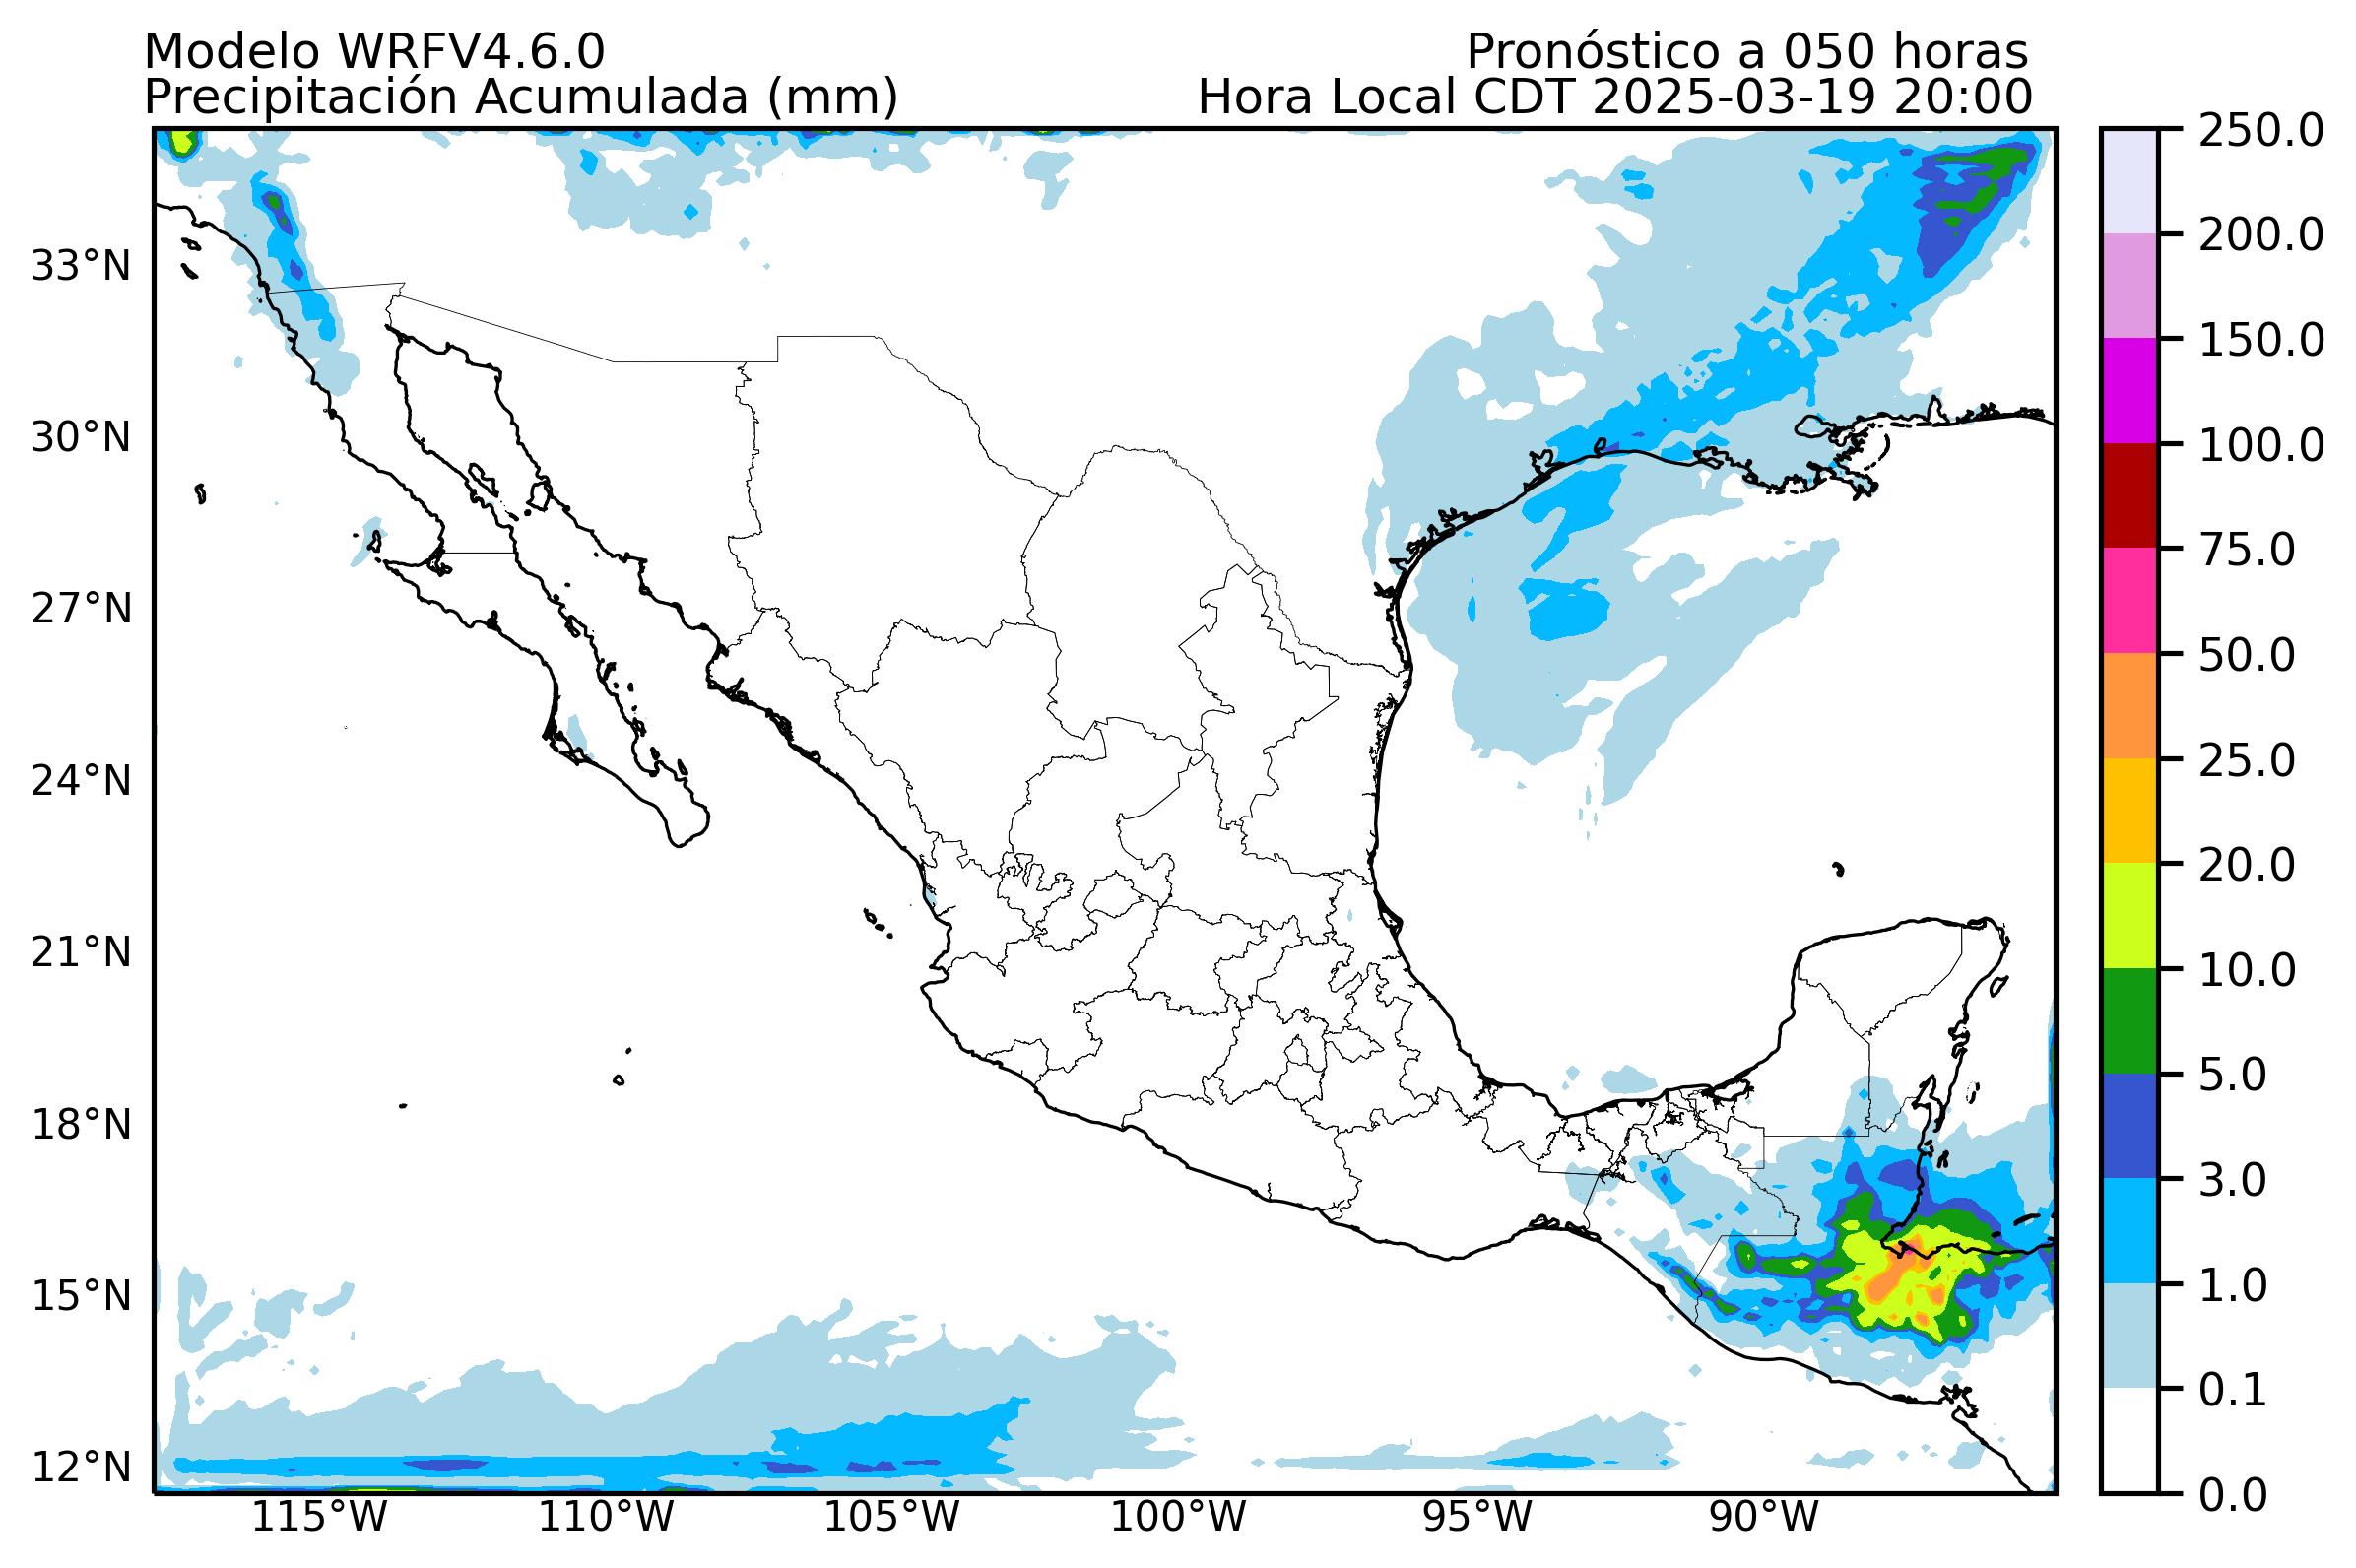 Modelo WRFV4.6.0
Pronóstico a 050 horas
Precipitación Acumulada (mm)
Hora Local CDT 2025-03-19 20:00
33°N
30°N
27°N
24°N
21°N
18°N
15°N
12°N
115°W
110°W
105°W
100°W
95°W
90°W
250.0
200.0
150.0
100.0
75.0
50.0
25.0
20.0
10.0
5.0
3.0
1.0
0.1
0.0